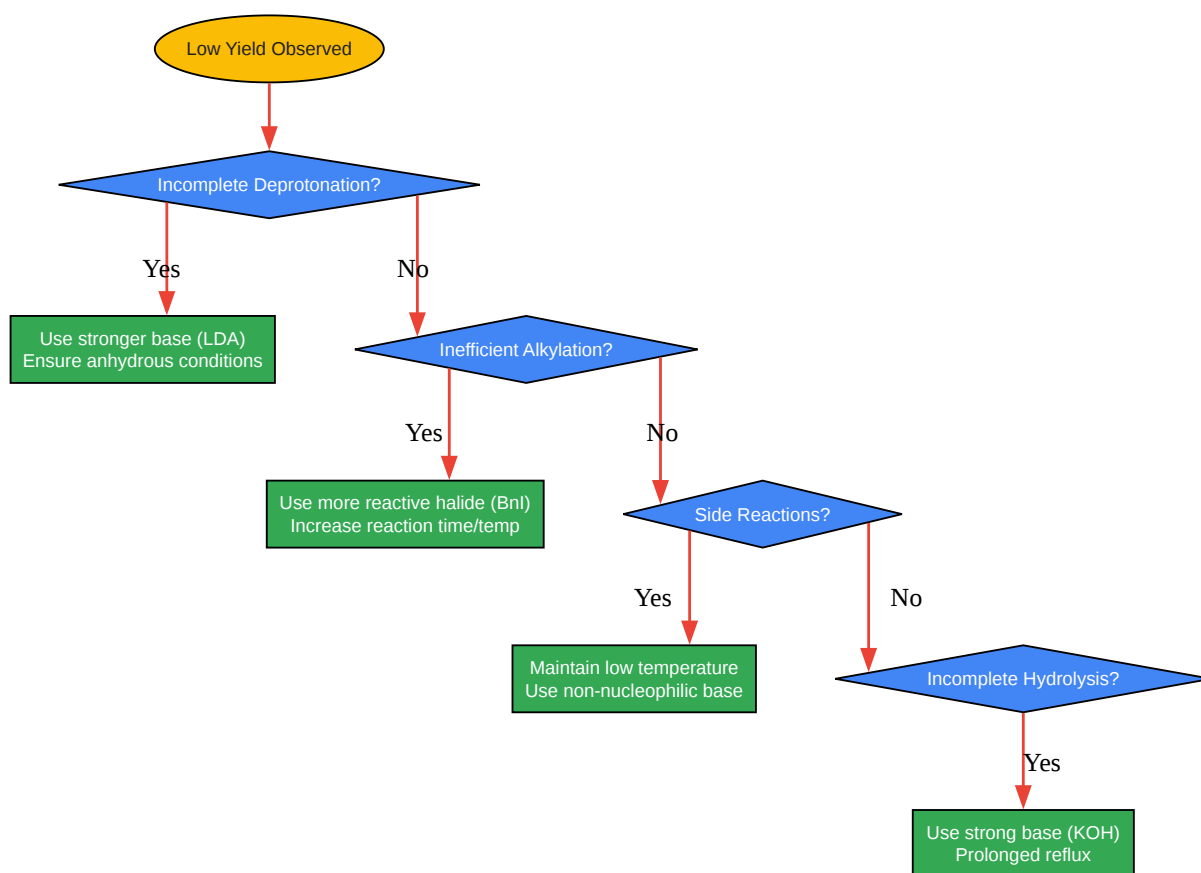 Low Yield Observed
Incomplete Deprotonation?
Yes
No
Use stronger base (LDA)
Ensure anhydrous conditions
Inefficient Alkylation?
Yes
No
Use more reactive halide (BnI)
Increase reaction time/temp
Side Reactions?
Yes
No
Maintain low temperature
Use non-nucleophilic base
Incomplete Hydrolysis?
Yes
Use strong base (KOH)
Prolonged reflux